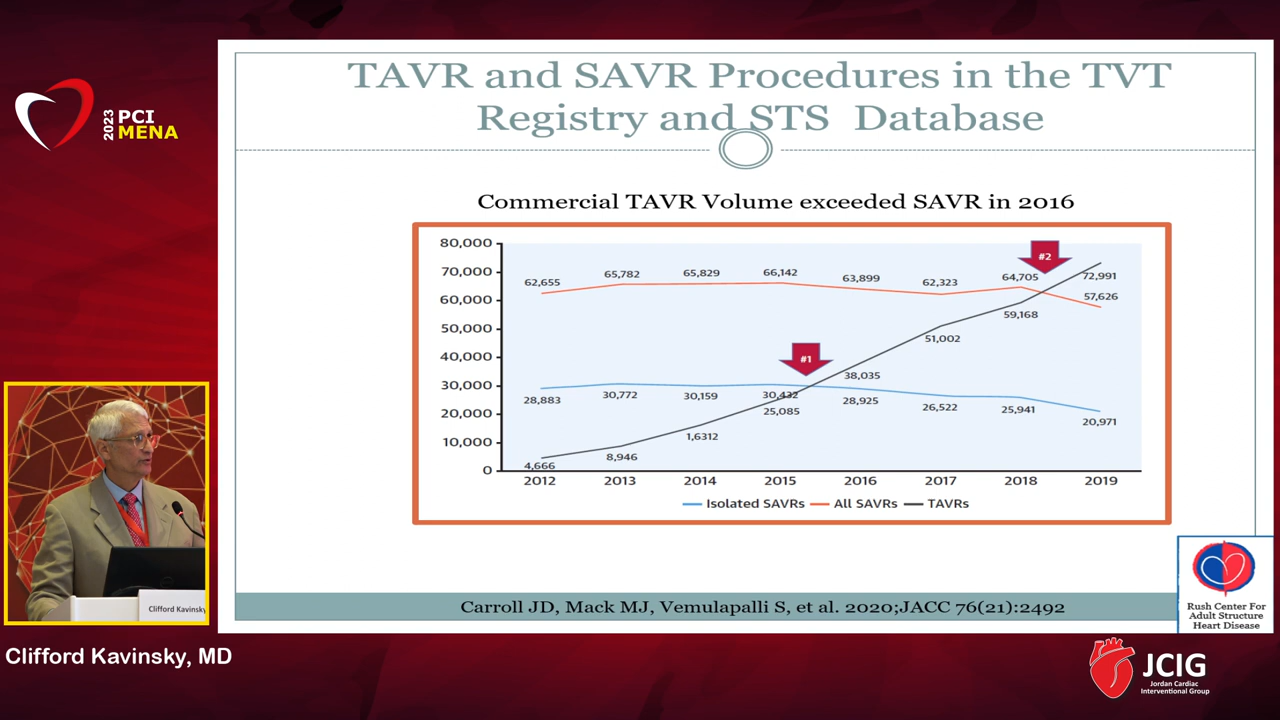 2023 PCI
MENA
TAVR and SAVR Procedures in the TVT
Registry and STS Database
Commercial TAVR Volume exceeded SAVR in 2016
80,000
70,000
60,000
50,000
40,000
30,000
20,000
10,000
0
62,655
65,782
65,829
66,142
63,899
62,323
64,705
57,626
28,883
30,772
30,159
30,432
28,925
26,522
25,941
20,971
4,666
8,946
1,6312
25,085
38,035
51,002
59,168
72,991
#1
#2
2012 2013 2014 2015 2016 2017 2018 2019
Isolated SAVRs All SAVRs TAVRs
Carroll JD, Mack MJ, Vemulapalli S, et al. 2020;JACC 76(21):2492
Rush Center For
Adult Structure
Heart Disease
Clifford Kavinsky
Clifford Kavinsky, MD
JCIG
Jordan Cardiac
Interventional Group